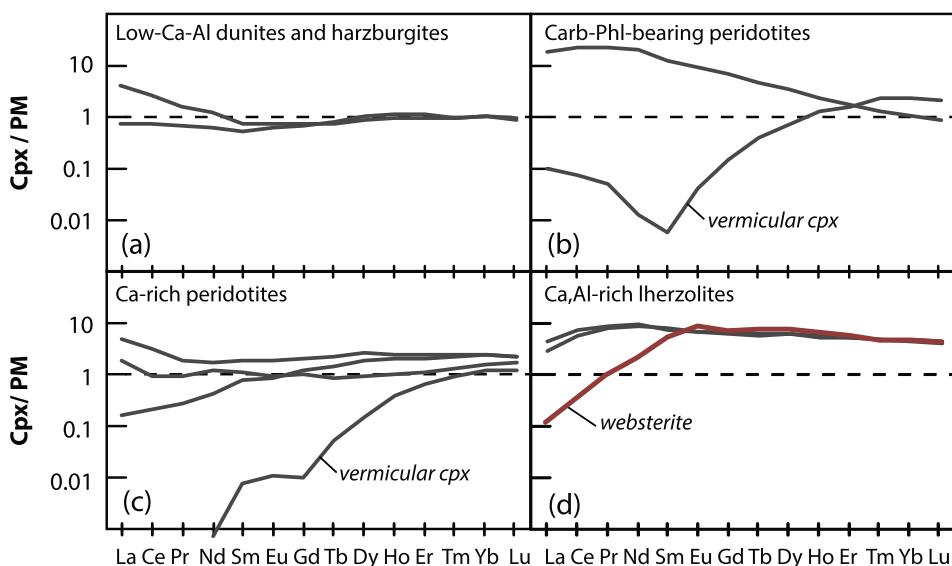 Low-Ca-Al dunites and harzburgites
Carb-Phl-bearing peridotites
10
1
0.1
0.01
Cpx / PM
(a)
vermicular cpx
(b)
Ca-rich peridotites
Ca,Al-rich lherzolites
10
1
0.1
0.01
Cpx/ PM
vermicular cpx
(c)
websterite
(d)
La Ce Pr Nd Sm Eu Gd Tb Dy Ho Er Tm Yb Lu
La Ce Pr Nd Sm Eu Gd Tb Dy Ho Er Tm Yb Lu